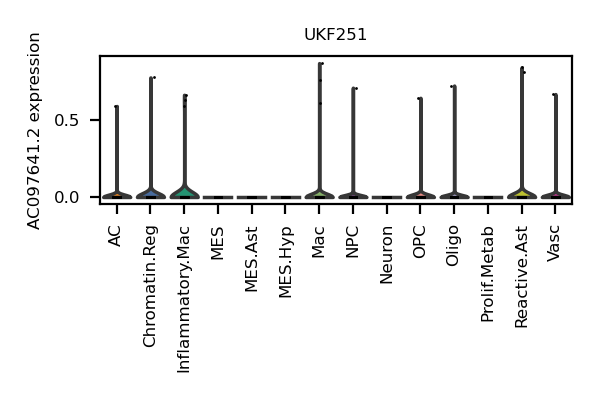 UKF251
AC097641.2 expression
0.5
0.0
AC
Chromatin.Reg
Inflammatory.Mac
MES
MES.Ast
MES.Hyp
Mac
NPC
Neuron
OPC
Oligo
Prolif.Metab
Reactive.Ast
Vasc